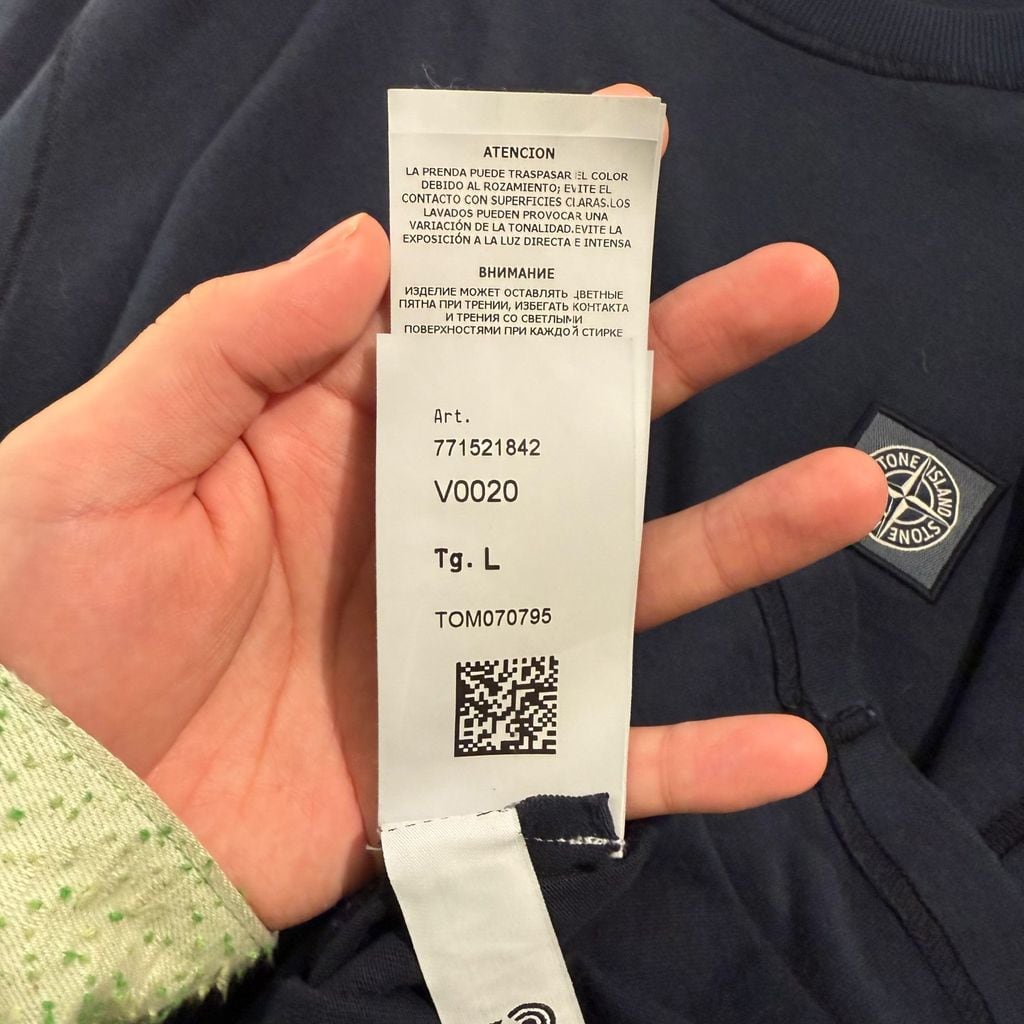 ATENCION
LA PRENDA PUEDE TRASPASAR EL COLOR
DEBIDO AL ROZAMIENTO; EVITE EL
CONTACTO CON SUPERFICIES CLARAS.LOS
LAVADOS PUEDEN PROVOCAR UNA
VARIACIÓN DE LA TONALIDAD.EVITE LA
EXPOSICIÓN A LA LUZ DIRECTA E INTENSA
ВНИМАНИЕ
ИЗДЕЛИЕ МОЖЕТ ОСТАВЛЯТЬ ЦВЕТНЫЕ
ПЯТНА ПРИ ТРЕНИИ, ИЗБЕГАТЬ КОНТАКТА
И ТРЕНИЯ СО СВЕТЛЫМИ
ПОВЕРХНОСТЯМИ ПРИ КАЖДОЙ СТИРКЕ
Art.
771521842
V0020
Tg. L
TOM070795
STONE ISLAND STONE